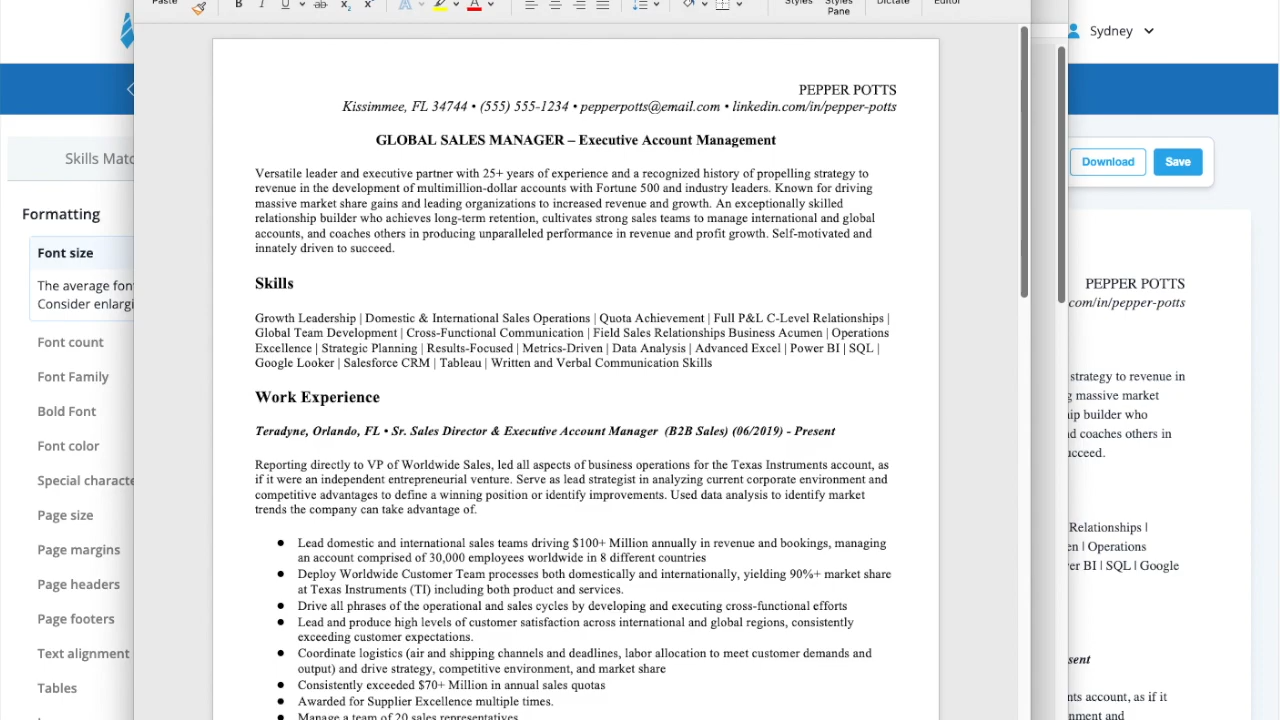 Paste
B I U ab x x A A
Styles Styles Pane Dictate Editor
Sydney
Skills Matc
Download Save
Formatting
Font size
The average fon
Consider enlargi
Font count
Font Family
Bold Font
Font color
Special characte
Page size
Page margins
Page headers
Page footers
Text alignment
Tables
PEPPER POTTS
Kissimmee, FL 34744 • (555) 555-1234 • pepperpotts@email.com • linkedin.com/in/pepper-potts
GLOBAL SALES MANAGER – Executive Account Management
Versatile leader and executive partner with 25+ years of experience and a recognized history of propelling strategy to
revenue in the development of multimillion-dollar accounts with Fortune 500 and industry leaders. Known for driving
massive market share gains and leading organizations to increased revenue and growth. An exceptionally skilled
relationship builder who achieves long-term retention, cultivates strong sales teams to manage international and global
accounts, and coaches others in producing unparalleled performance in revenue and profit growth. Self-motivated and
innately driven to succeed.
Skills
Growth Leadership | Domestic & International Sales Operations | Quota Achievement | Full P&L C-Level Relationships |
Global Team Development | Cross-Functional Communication | Field Sales Relationships Business Acumen | Operations
Excellence | Strategic Planning | Results-Focused | Metrics-Driven | Data Analysis | Advanced Excel | Power BI | SQL |
Google Looker | Salesforce CRM | Tableau | Written and Verbal Communication Skills
Work Experience
Teradyne, Orlando, FL • Sr. Sales Director & Executive Account Manager (B2B Sales) (06/2019) - Present
Reporting directly to VP of Worldwide Sales, led all aspects of business operations for the Texas Instruments account, as
if it were an independent entrepreneurial venture. Serve as lead strategist in analyzing current corporate environment and
competitive advantages to define a winning position or identify improvements. Used data analysis to identify market
trends the company can take advantage of.
● Lead domestic and international sales teams driving $100+ Million annually in revenue and bookings, managing
an account comprised of 30,000 employees worldwide in 8 different countries
● Deploy Worldwide Customer Team processes both domestically and internationally, yielding 90%+ market share
at Texas Instruments (TI) including both product and services.
● Drive all phrases of the operational and sales cycles by developing and executing cross-functional efforts
● Lead and produce high levels of customer satisfaction across international and global regions, consistently
exceeding customer expectations.
● Coordinate logistics (air and shipping channels and deadlines, labor allocation to meet customer demands and
output) and drive strategy, competitive environment, and market share
● Consistently exceeded $70+ Million in annual sales quotas
● Awarded for Supplier Excellence multiple times.
● Manage a team of 20 sales representatives
PEPPER POTTS
com/in/pepper-potts
strategy to revenue in
g massive market
ip builder who
d coaches others in
ucceed.
Relationships |
en | Operations
er BI | SQL | Google
sent
nts account, as if it
nment and